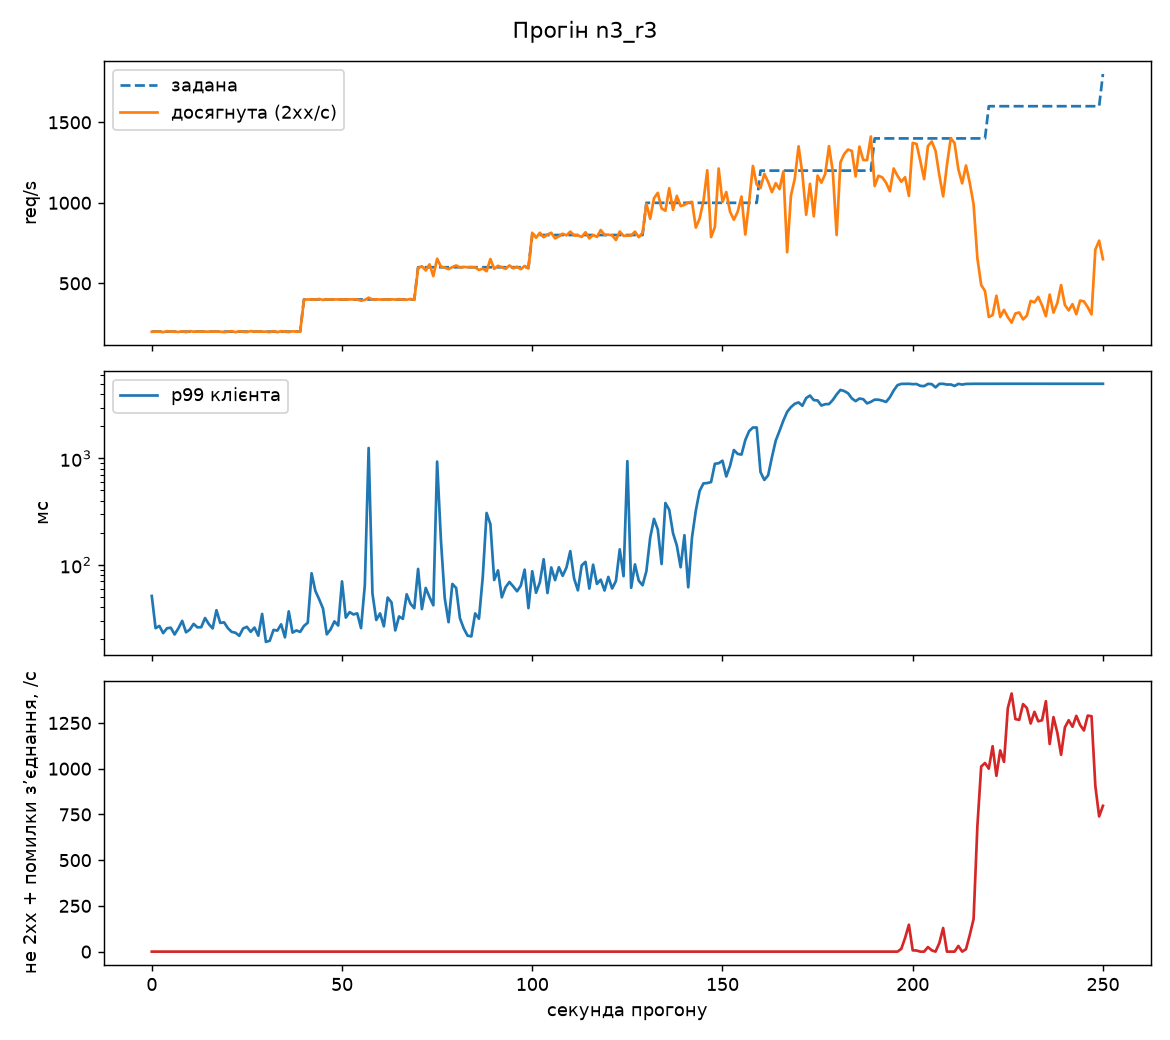 Прогін n3_r3
задана
досягнута (2xx/с)
1500
1000
500
req/s
p99 клієнта
10³
10²
мс
1250
1000
750
500
250
0
не 2xx + помилки з’єднання, /с
0
50
100
150
200
250
секунда прогону